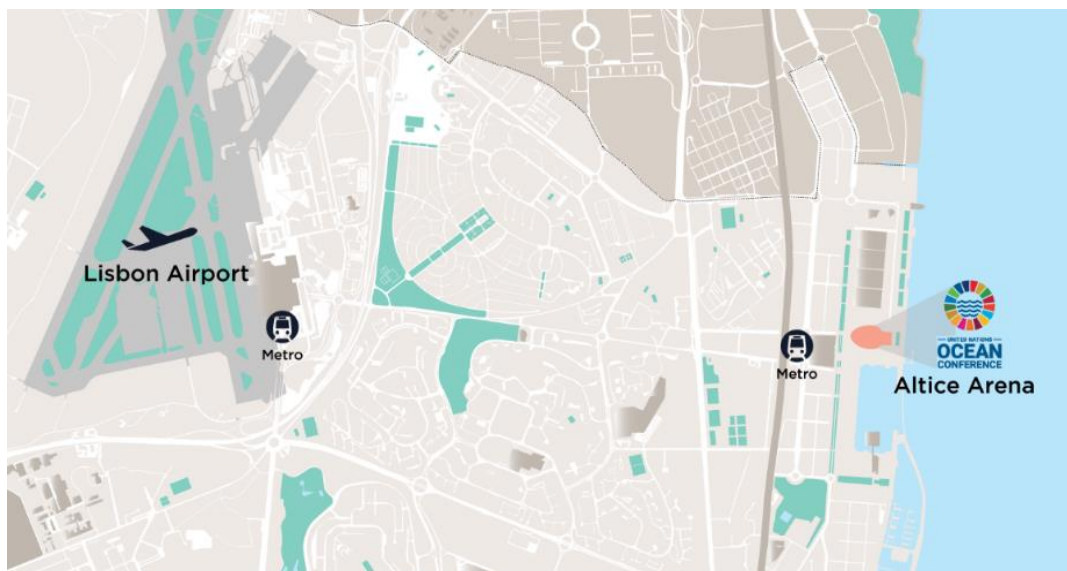 Lisbon Airport
Metro
Metro
UNITED NATIONS
OCEAN
CONFERENCE
Altice Arena